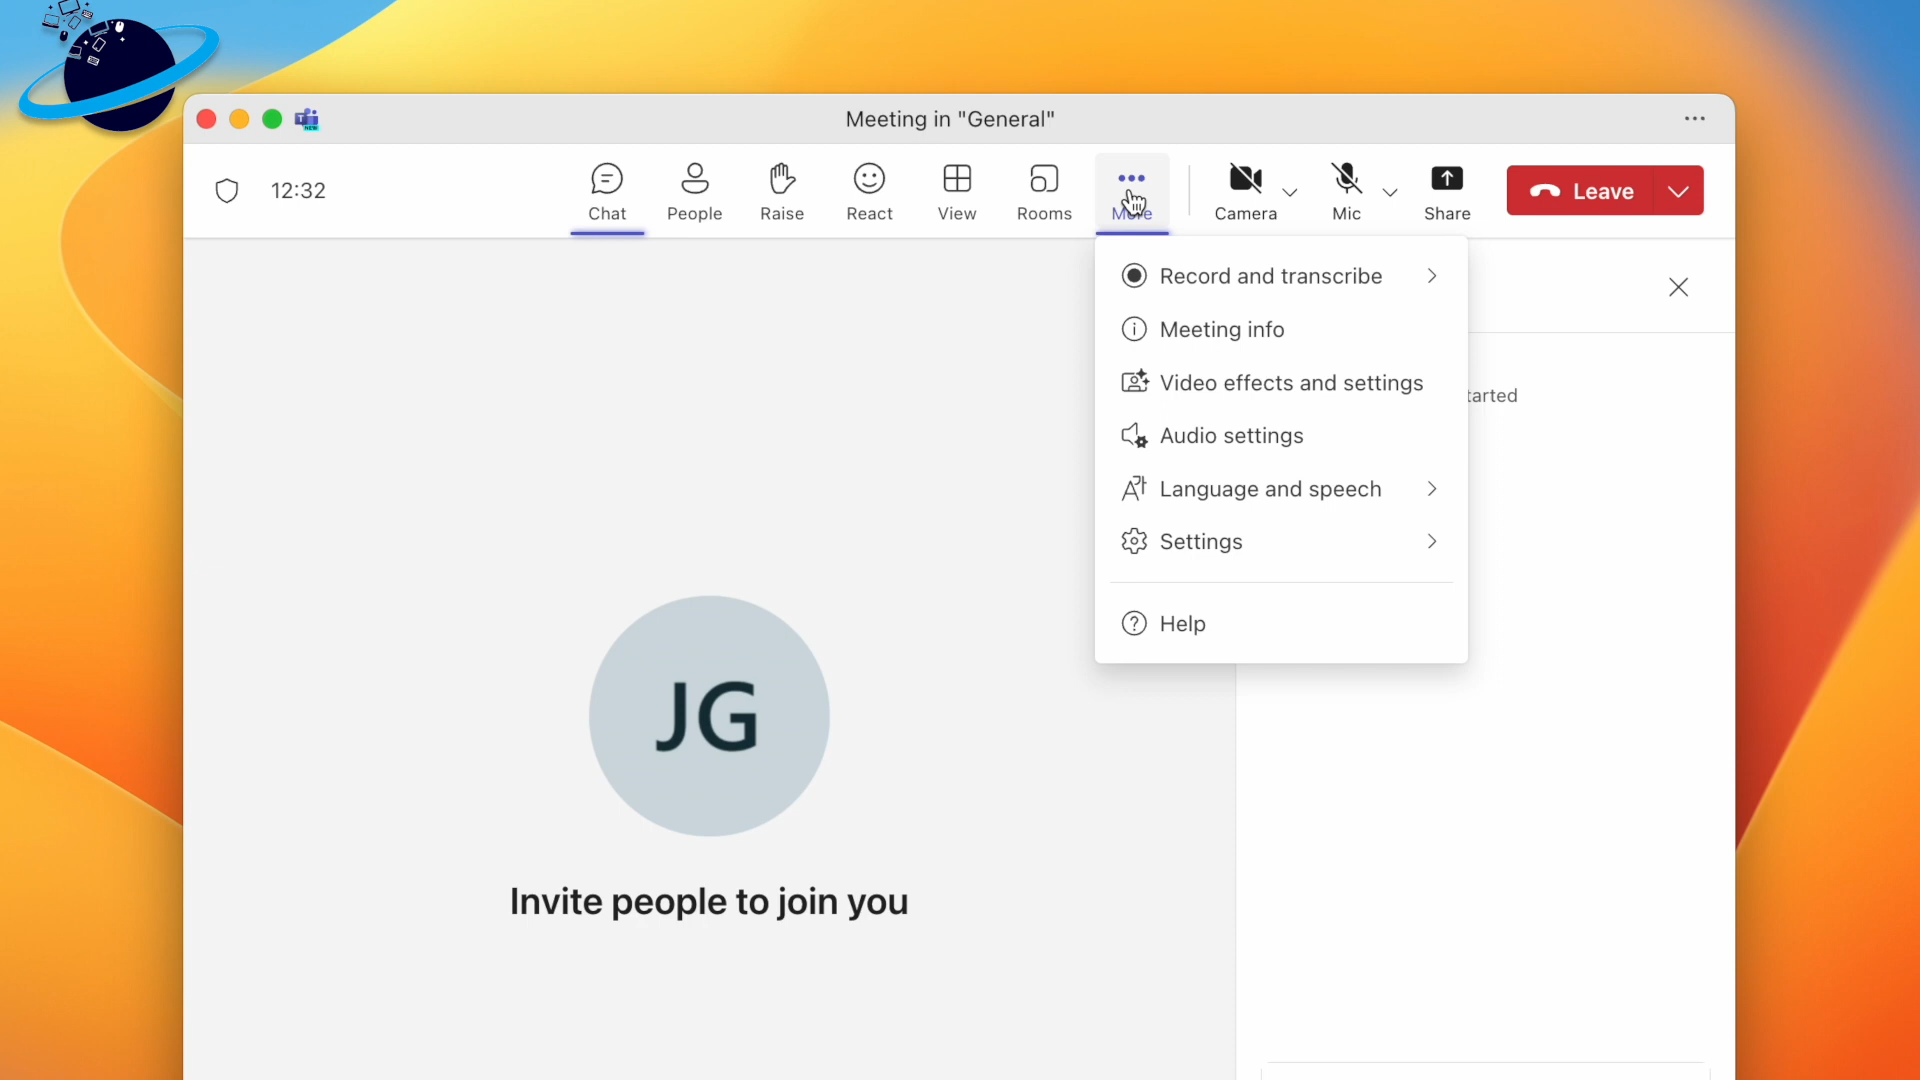 Meeting in "General"
12:32
Chat
People
Raise
React
View
Rooms
More
Camera
Mic
Share
Leave
Record and transcribe
Meeting info
Video effects and settings
Audio settings
Language and speech
Settings
Help
JG
Invite people to join you